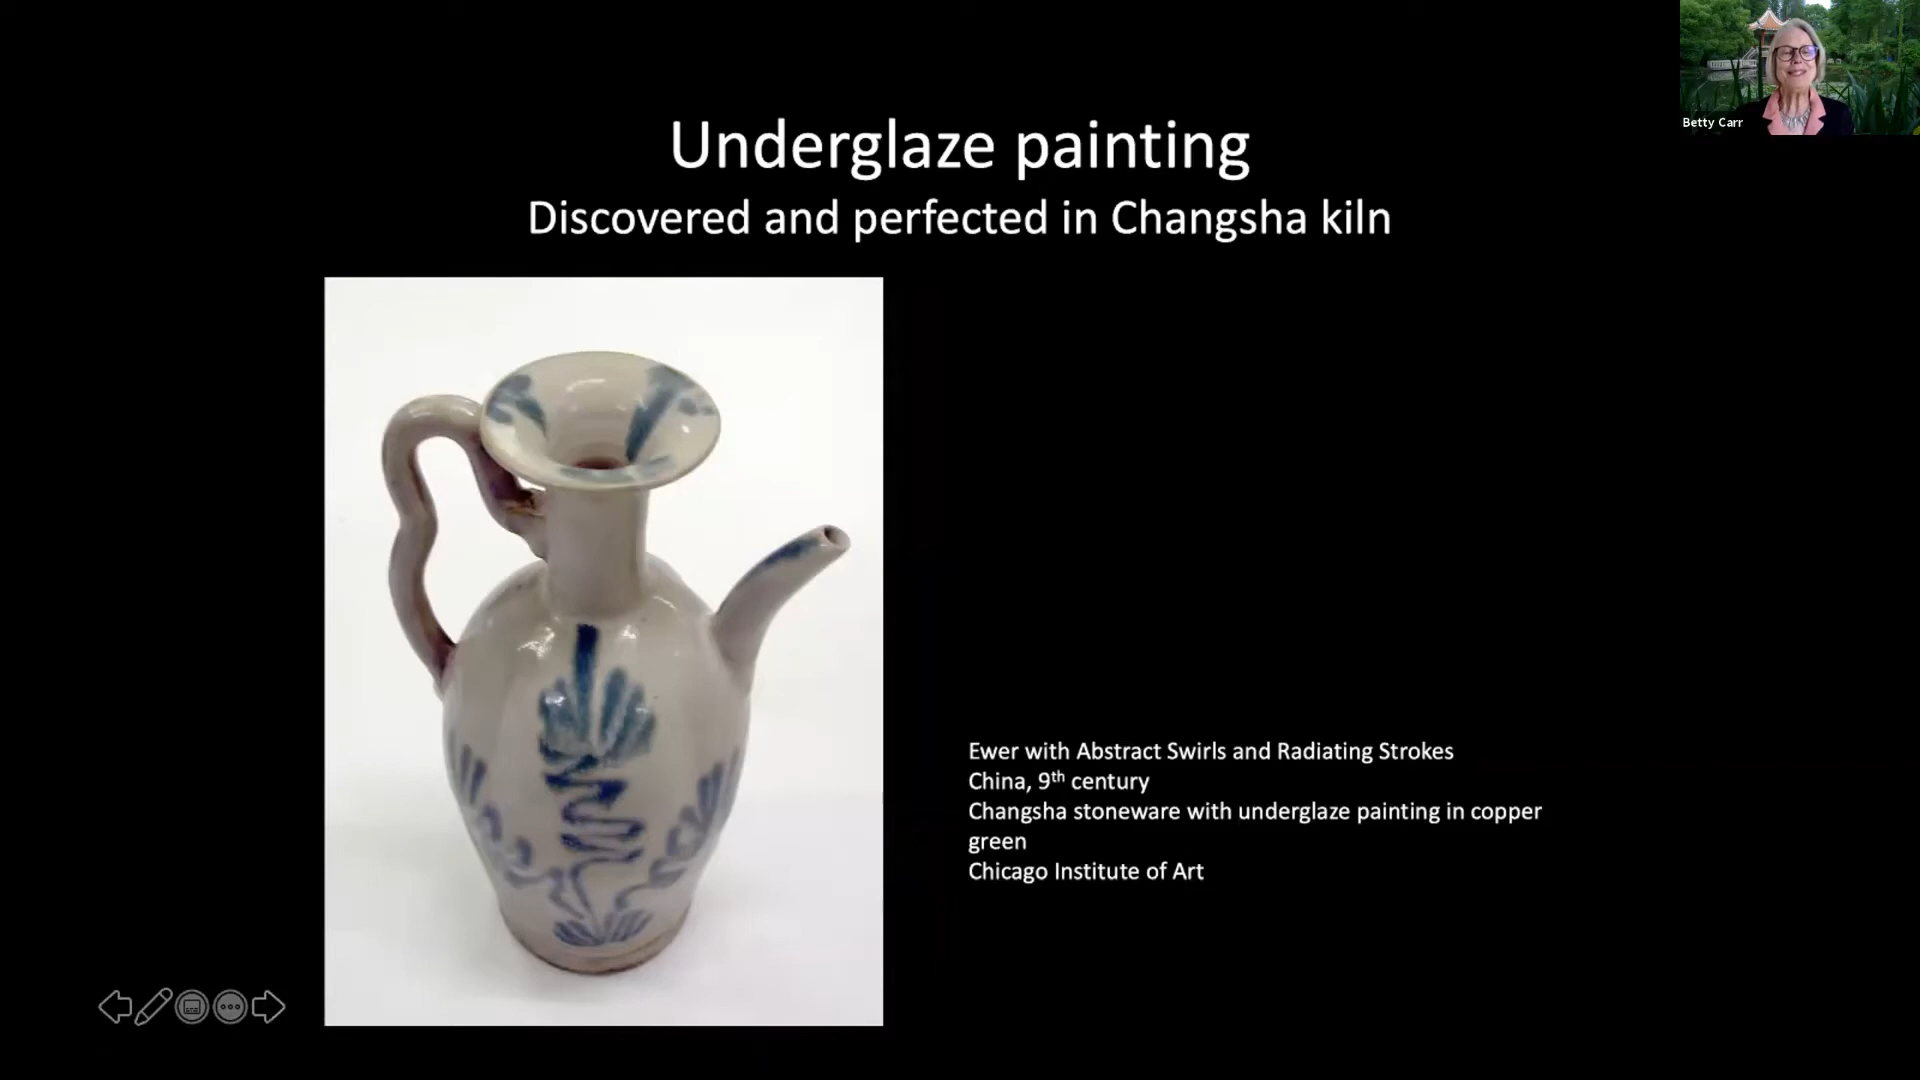 Betty Carr
Underglaze painting
Discovered and perfected in Changsha kiln
Ewer with Abstract Swirls and Radiating Strokes
China, 9th century
Changsha stoneware with underglaze painting in copper
green
Chicago Institute of Art